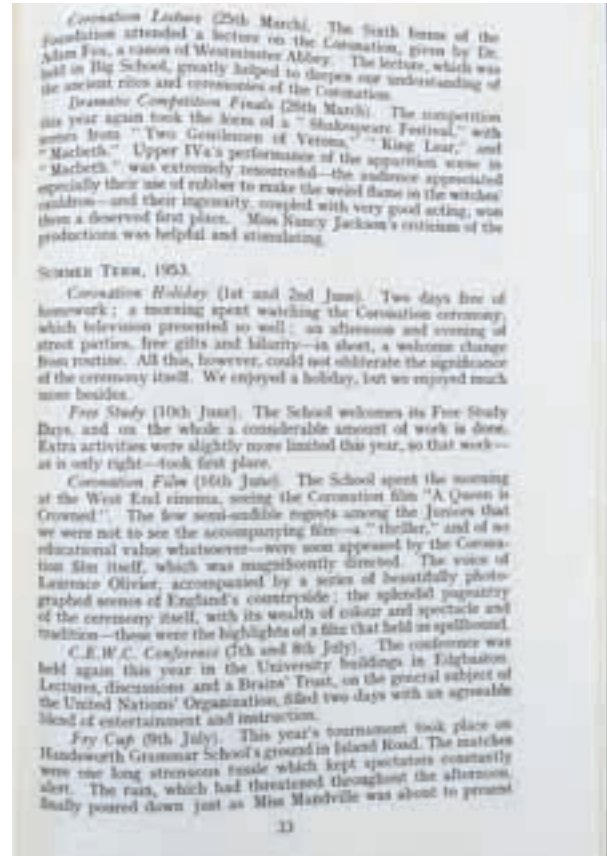 Coronation Lecture (25th March). The Sixth forms of the
Foundation attended a lecture on the Coronation, given by Dr.
Adam Fox, a canon of Westminster Abbey. The lecture, which was
held in Big School, greatly helped to deepen our understanding of
the ancient rites and ceremonies of the Coronation.
Dramatic Competition Finals (26th March). The competition
this year again took the form of a "Shakespeare Festival," with
scenes from "Two Gentlemen of Verona," "King Lear," and
"Macbeth." Upper IVa's performance of the apparition scene in
"Macbeth." was extremely resourceful—the audience appreciated
especially their use of rubber to make the weird flame in the witches'
cauldron—and their ingenuity, coupled with very good acting, won
them a deserved first place. Miss Nancy Jackson's criticism of the
productions was helpful and stimulating.
SUMMER TERM, 1953.
Coronation Holiday (1st and 2nd June). Two days free of
homework; a morning spent watching the Coronation ceremony,
which television presented so well; an afternoon and evening of
street parties, free gifts and hilarity—in short, a welcome change
from routine. All this, however, could not obliterate the significance
of the ceremony itself. We enjoyed a holiday, but we enjoyed much
more besides.
Free Study (10th June). The School welcomes its Free Study
Days, and on the whole a considerable amount of work is done.
Extra activities were slightly more limited this year, so that work—
as is only right—took first place.
Coronation Film (16th June). The School spent the morning
at the West End cinema, seeing the Coronation film "A Queen is
Crowned". The few semi-audible regrets among the Juniors that
we were not to see the accompanying film—a "thriller," and of no
educational value whatsoever—were soon appeased by the Corona-
tion film itself, which was magnificently directed. The voice of
Laurence Olivier, accompanied by a series of beautifully photo-
graphed scenes of England's countryside; the splendid pageantry
of the ceremony itself, with its wealth of colour and spectacle and
tradition—these were the highlights of a film that held us spellbound.
C.E.W.C. Conference (7th and 8th July). The conference was
held again this year in the University buildings in Edgbaston.
Lectures, discussions and a Brains' Trust, on the general subject of
the United Nations' Organization, filled two days with an agreeable
blend of entertainment and instruction.
Fry Cup (9th July). This year's tournament took place on
Handsworth Grammar School's ground in Island Road. The matches
were one long strenuous tussle which kept spectators constantly
alert. The rain, which had threatened throughout the afternoon,
finally poured down just as Miss Mandville was about to present
33